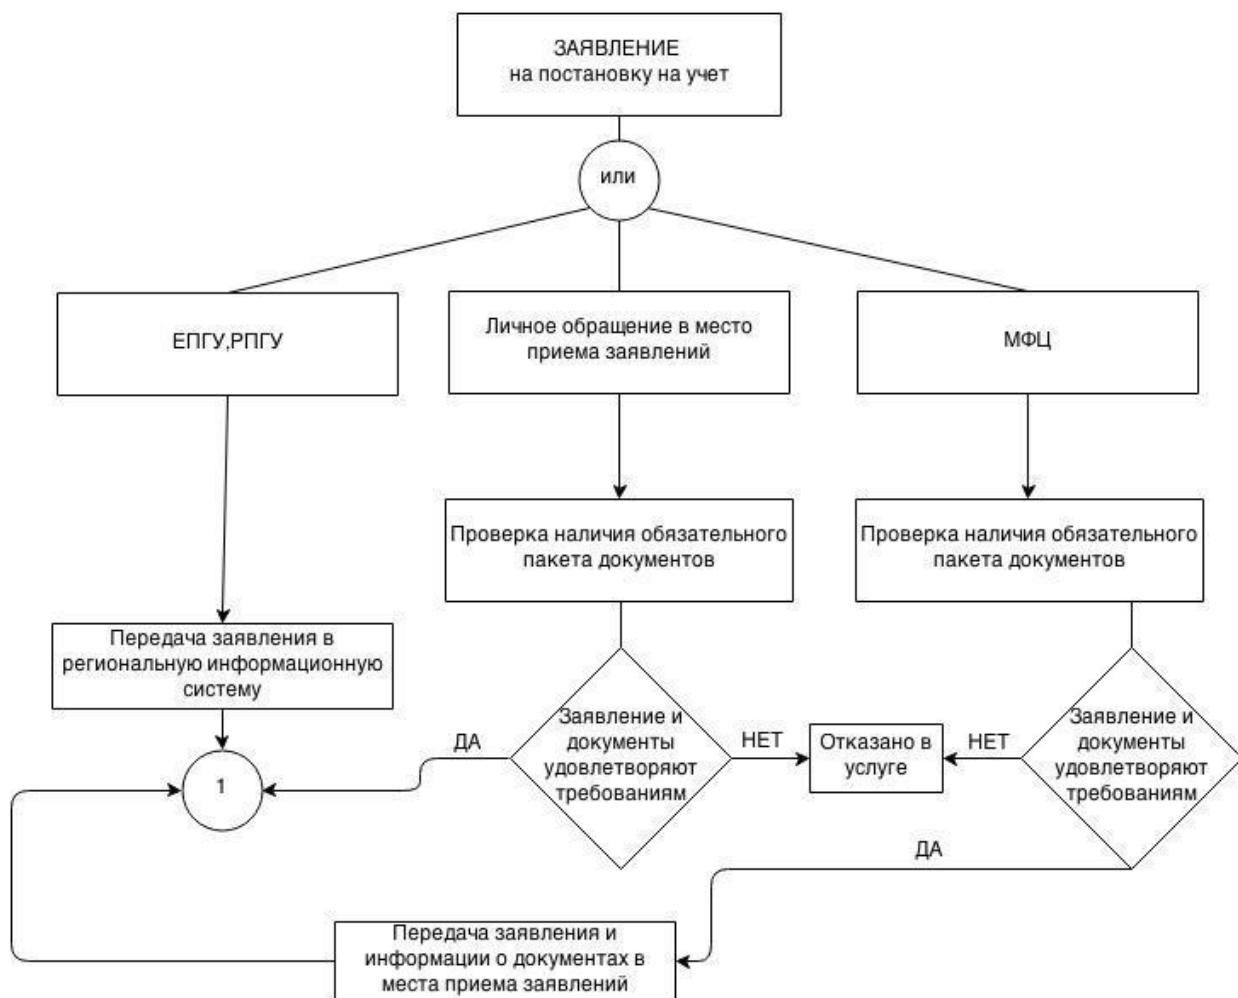 ЗАЯВЛЕНИЕ
на постановку на учет
или
ЕПГУ,РПГУ
Личное обращение в место
приема заявлений
МФЦ
Проверка наличия обязательного
пакета документов
Проверка наличия обязательного
пакета документов
Передача заявления в
региональную информационную
систему
1
ДА
Заявление и
документы
удовлетворяют
требованиям
НЕТ
Отказано в
услуге
НЕТ
Заявление и
документы
удовлетворяют
требованиям
ДА
Передача заявления и
информации о документах в
места приема заявлений